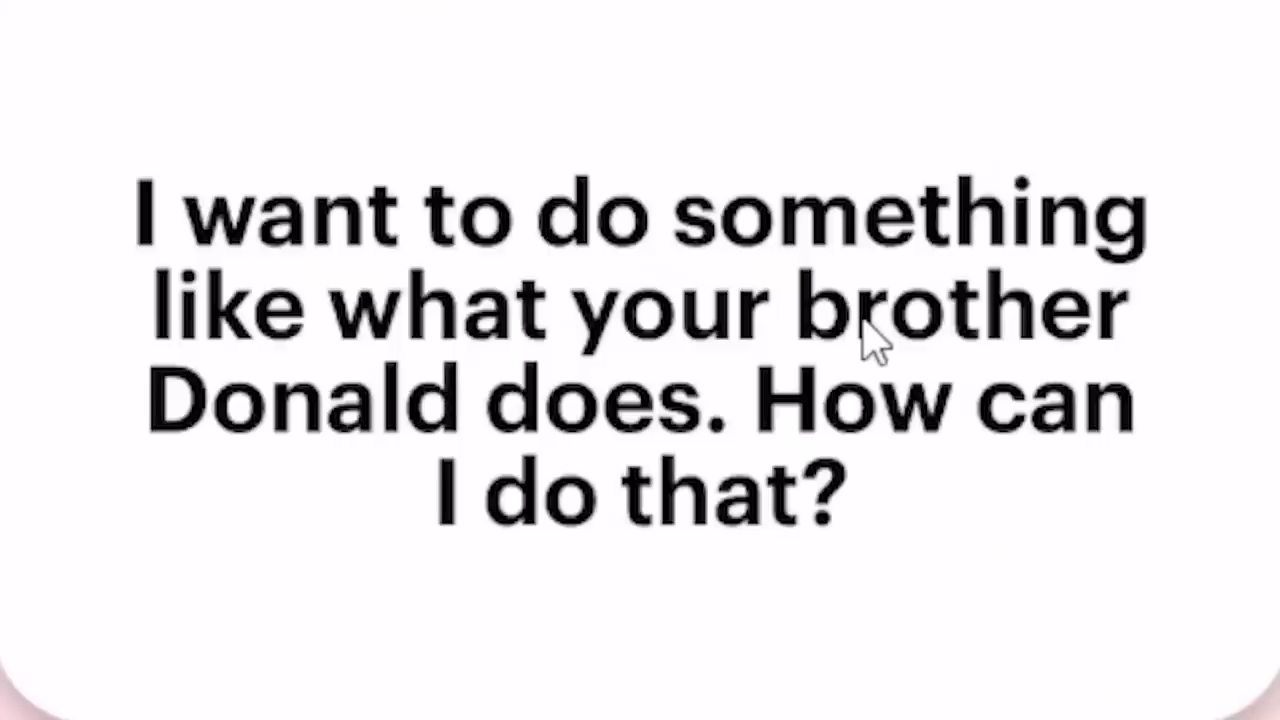 I want to do something
like what your brother
Donald does. How can
I do that?